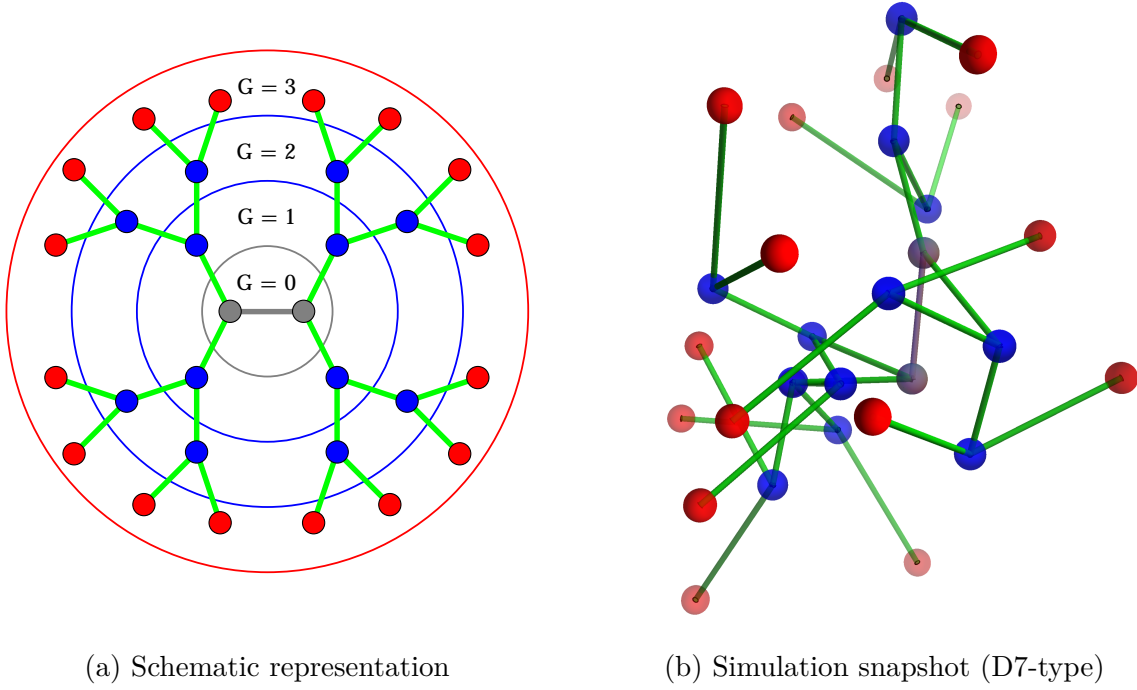 G = 3
G = 2
G = 1
G = 0
(a) Schematic representation
(b) Simulation snapshot (D7-type)